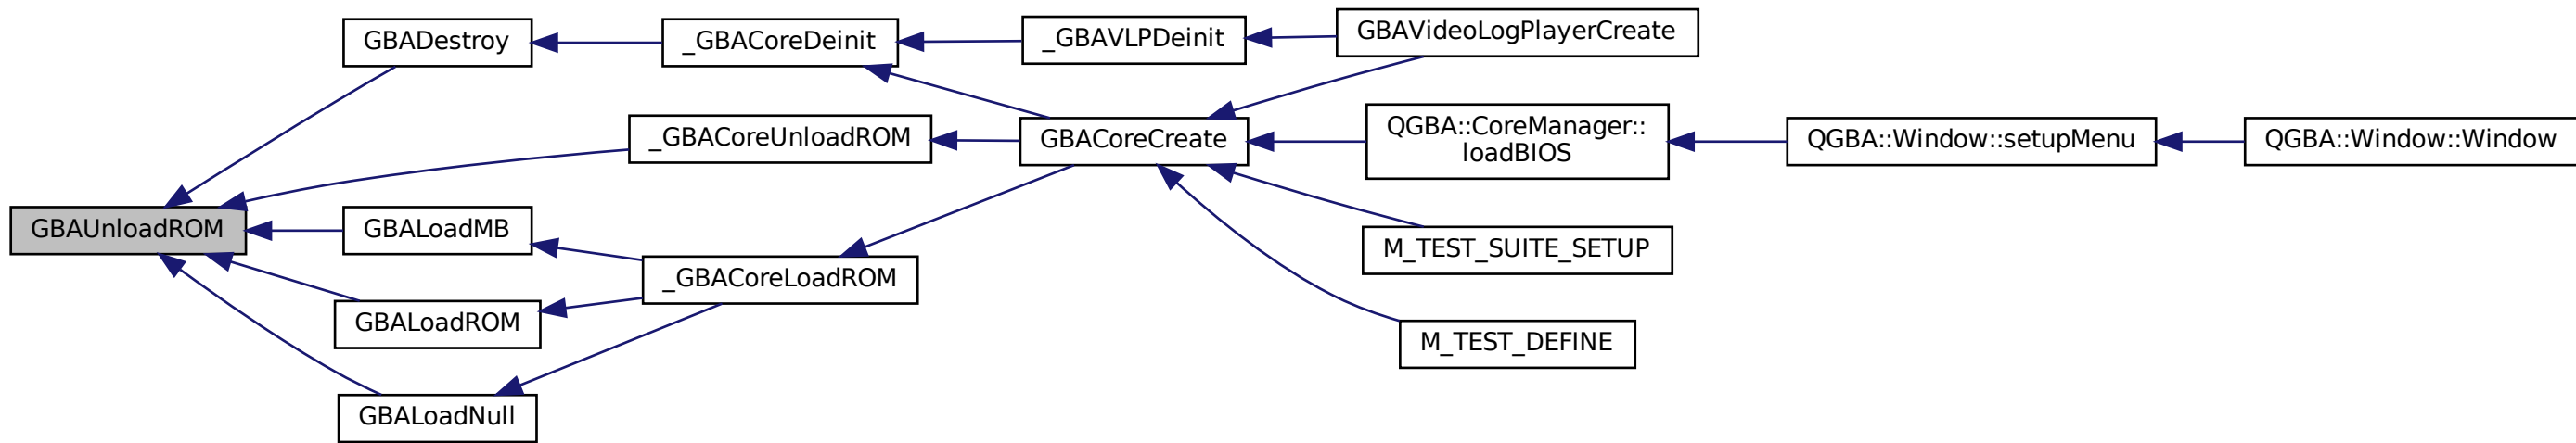 GBAUnloadROM
GBADestroy
_GBACoreDeinit
_GBAVLPDeinit
GBAVideoLogPlayerCreate
_GBACoreUnloadROM
GBACoreCreate
QGBA::CoreManager::
loadBIOS
QGBA::Window::setupMenu
QGBA::Window::Window
GBALoadMB
_GBACoreLoadROM
M_TEST_SUITE_SETUP
GBALoadROM
M_TEST_DEFINE
GBALoadNull